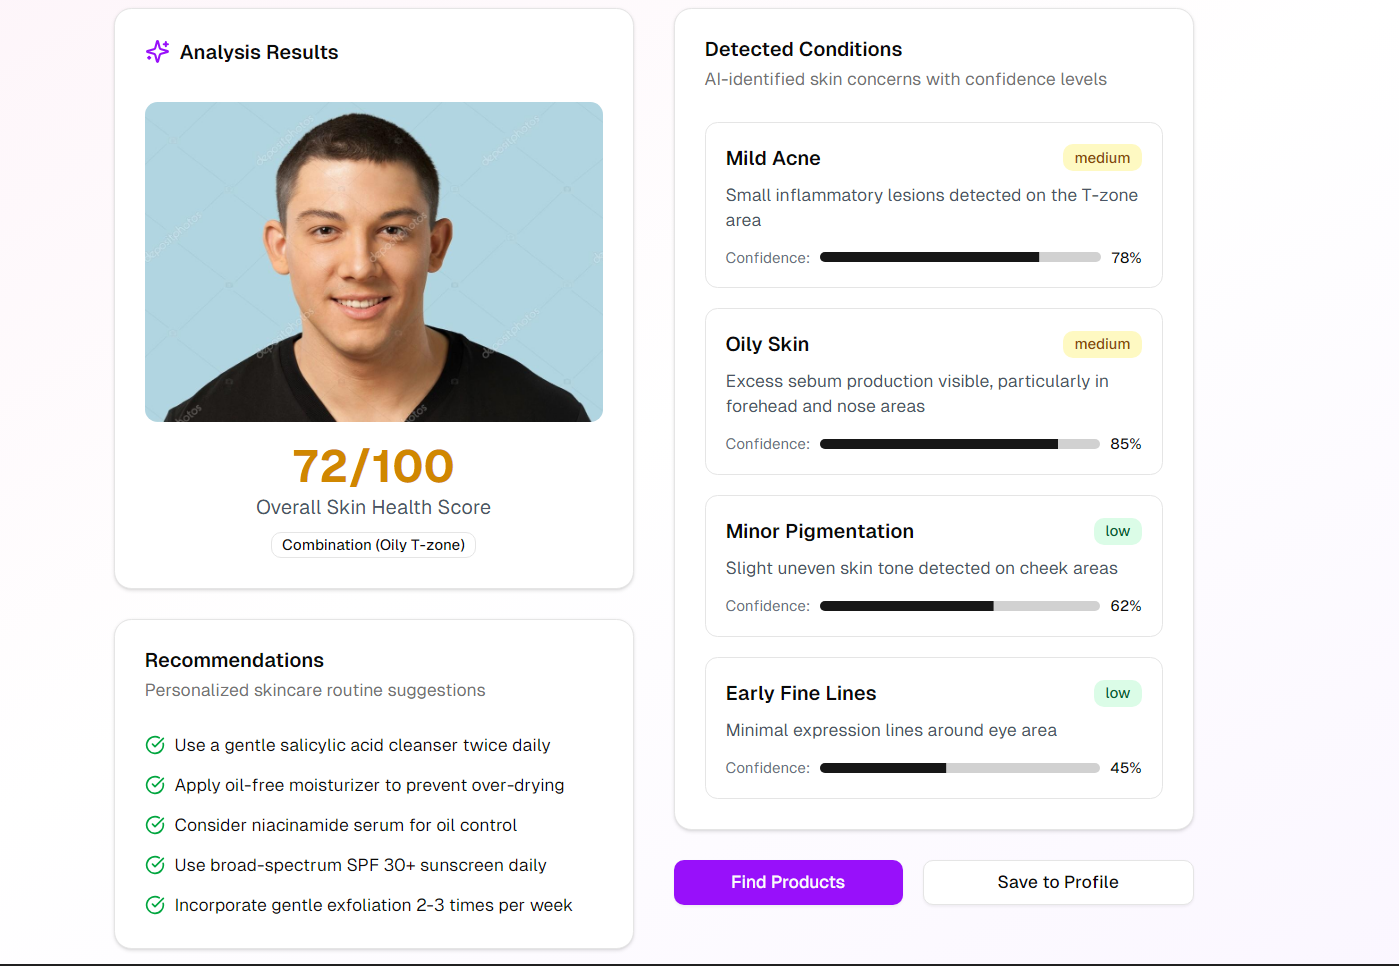 Analysis Results
depositphotos
depositphotos
depositphotos
depositphotos
depositphotos
72/100
Overall Skin Health Score
Combination (Oily T-zone)
Recommendations
Personalized skincare routine suggestions
Use a gentle salicylic acid cleanser twice daily
Apply oil-free moisturizer to prevent over-drying
Consider niacinamide serum for oil control
Use broad-spectrum SPF 30+ sunscreen daily
Incorporate gentle exfoliation 2-3 times per week
Detected Conditions
AI-identified skin concerns with confidence levels
Mild Acne
medium
Small inflammatory lesions detected on the T-zone
area
Confidence:
78%
Oily Skin
medium
Excess sebum production visible, particularly in
forehead and nose areas
Confidence:
85%
Minor Pigmentation
low
Slight uneven skin tone detected on cheek areas
Confidence:
62%
Early Fine Lines
low
Minimal expression lines around eye area
Confidence:
45%
Find Products
Save to Profile